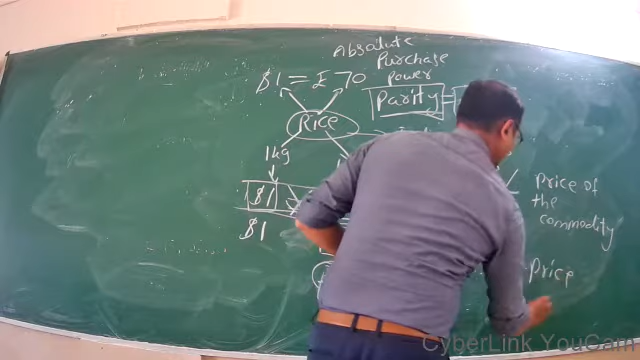 Absolute
Purchase
power
Parity =
$1 = £ 70
Rice
1kg
$1
$1
Price of
the
commodity
Price
CyberLink YouCam